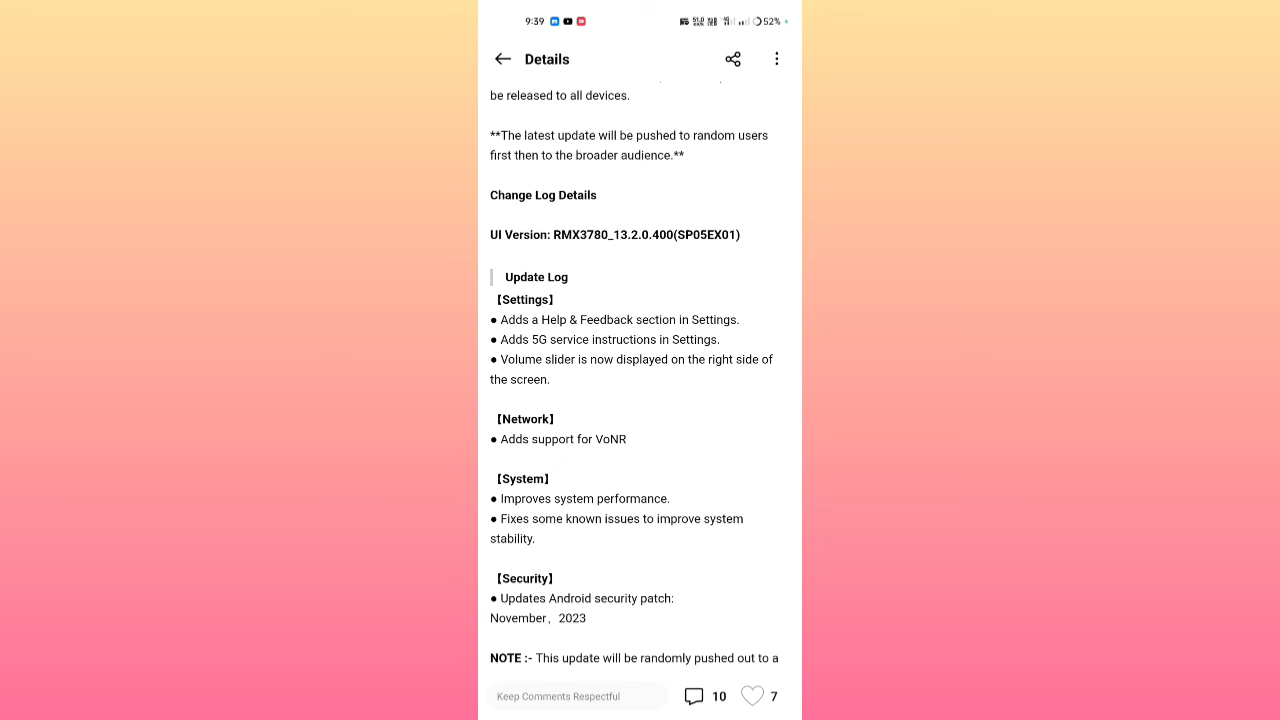 9:39
52%
Details
be released to all devices.
**The latest update will be pushed to random users
first then to the broader audience.**
Change Log Details
UI Version: RMX3780_13.2.0.400(SP05EX01)
Update Log
【Settings】
● Adds a Help & Feedback section in Settings.
● Adds 5G service instructions in Settings.
● Volume slider is now displayed on the right side of
the screen.
【Network】
● Adds support for VoNR
【System】
● Improves system performance.
● Fixes some known issues to improve system
stability.
【Security】
● Updates Android security patch:
November，2023
NOTE :- This update will be randomly pushed out to a
Keep Comments Respectful
10
7